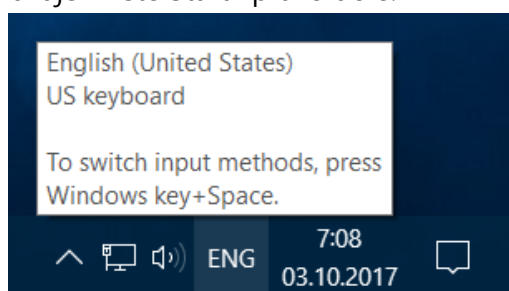 English (United States)
US keyboard
To switch input methods, press
Windows key+Space.
ENG
7:08
03.10.2017